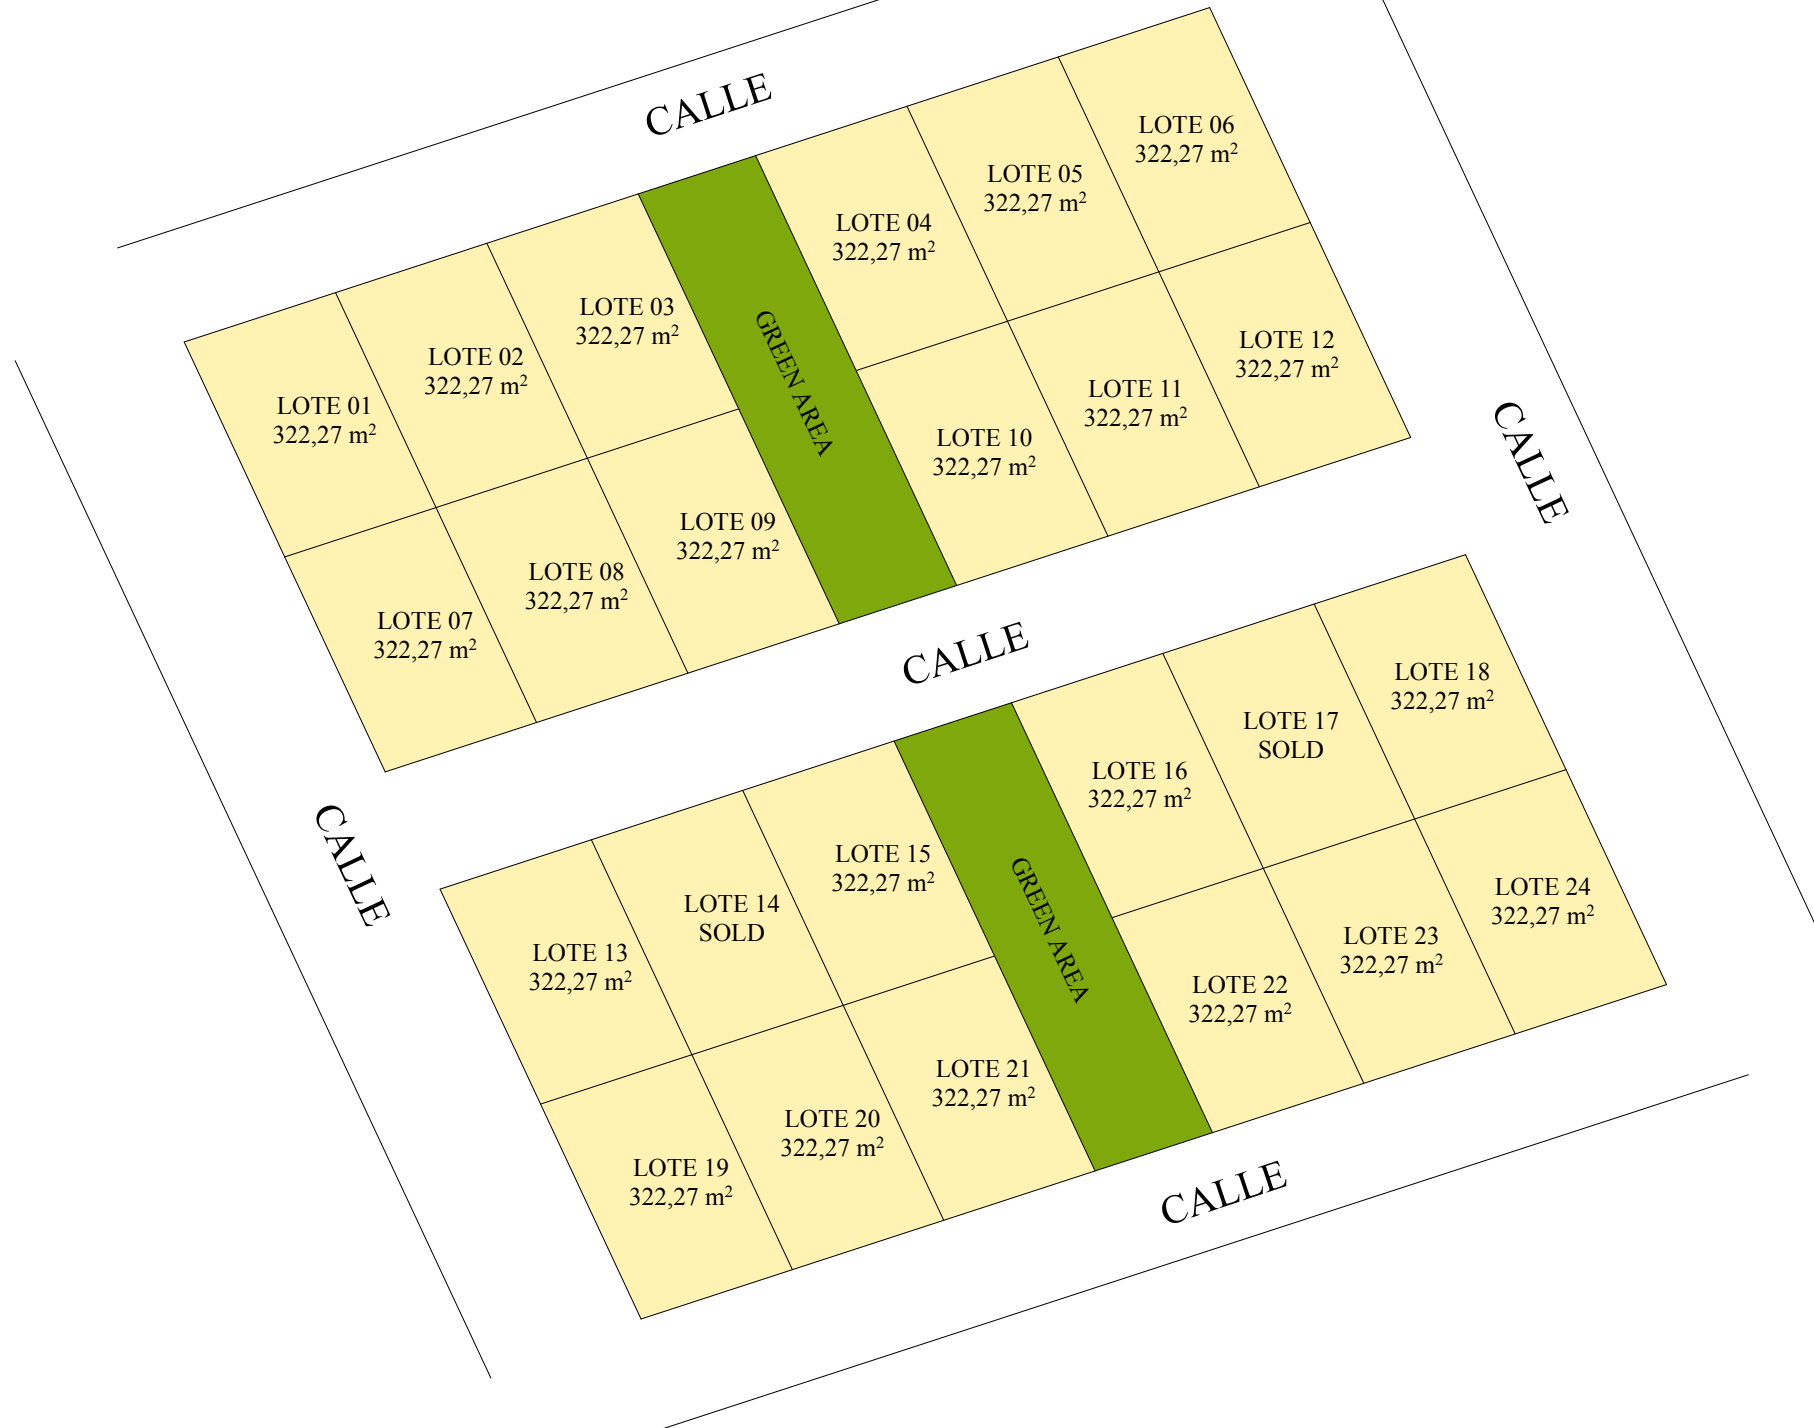 CALLE
LOTE 01
322,27 m²
LOTE 02
322,27 m²
LOTE 03
322,27 m²
GREEN AREA
LOTE 04
322,27 m²
LOTE 05
322,27 m²
LOTE 06
322,27 m²
LOTE 07
322,27 m²
LOTE 08
322,27 m²
LOTE 09
322,27 m²
LOTE 10
322,27 m²
LOTE 11
322,27 m²
LOTE 12
322,27 m²
CALLE
CALLE
CALLE
LOTE 13
322,27 m²
LOTE 14
SOLD
LOTE 15
322,27 m²
GREEN AREA
LOTE 16
322,27 m²
LOTE 17
SOLD
LOTE 18
322,27 m²
LOTE 19
322,27 m²
LOTE 20
322,27 m²
LOTE 21
322,27 m²
LOTE 22
322,27 m²
LOTE 23
322,27 m²
LOTE 24
322,27 m²
CALLE